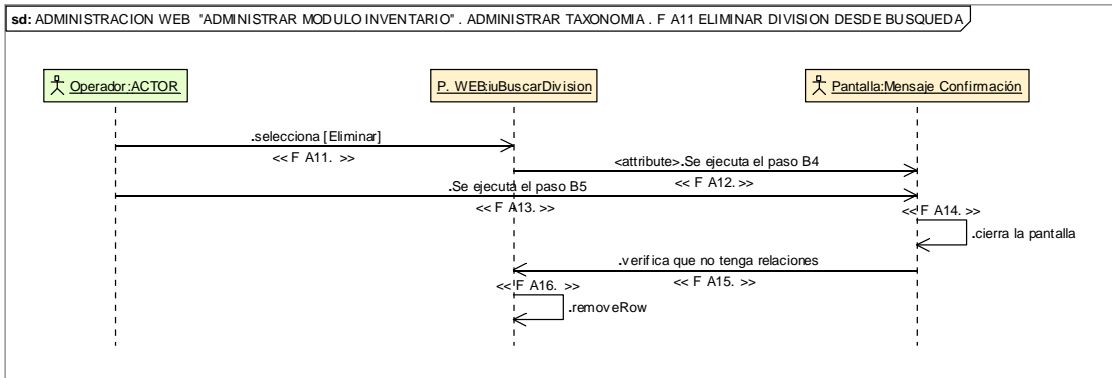 sd: ADMINISTRACION WEB "ADMINISTRAR MODULO INVENTARIO" . ADMINISTRAR TAXONOMIA . F A11 ELIMINAR DIVISION DESDE BUSQUEDA
Operador:ACTOR
P. WEB:iuBuscarDivision
Pantalla:Mensaje Confirmación
.selecciona [Eliminar]
<< F A11. >>
<attribute>.Se ejecuta el paso B4
<< F A12. >>
.Se ejecuta el paso B5
<< F A13. >>
<< F A14. >>
.cierra la pantalla
.verifica que no tenga relaciones
<< F A15. >>
<< F A16. >>
.removeRow